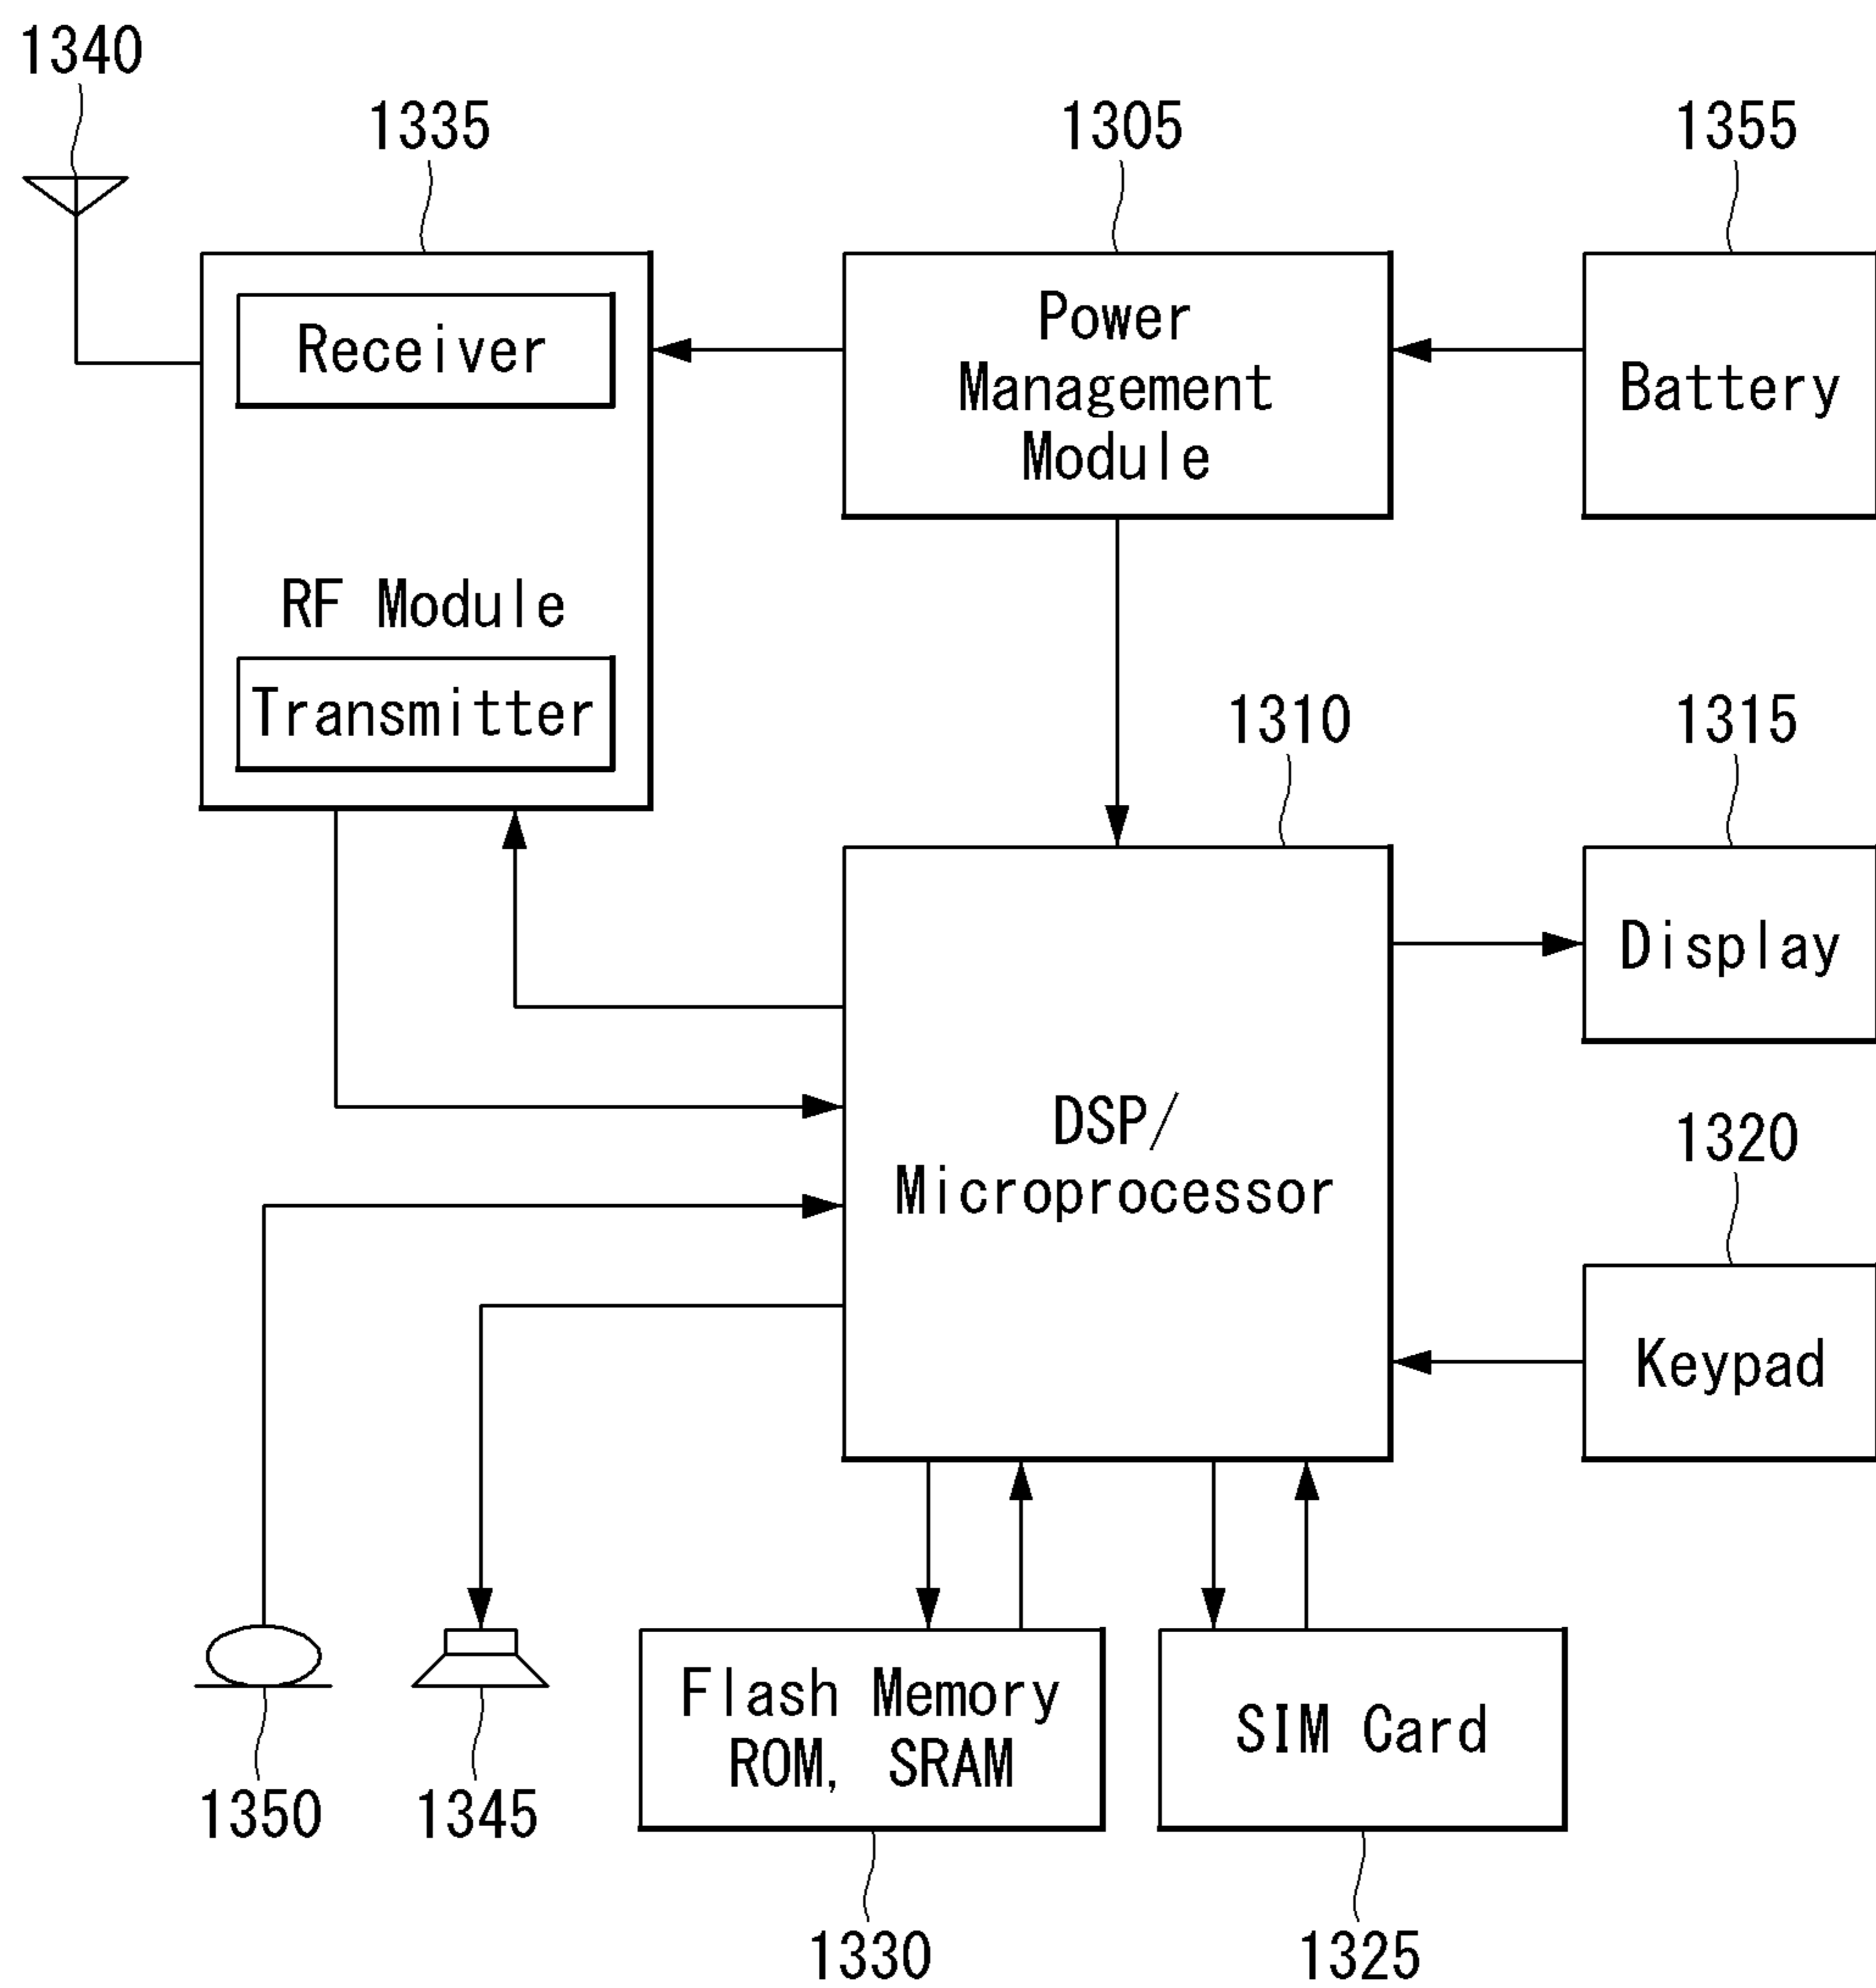 1340
1335
1305
1355
Receiver
RF Module
Transmitter
Power
Management
Module
Battery
1310
1315
DSP/
Microprocessor
Display
1320
Keypad
1350
1345
Flash Memory
ROM, SRAM
SIM Card
1330
1325